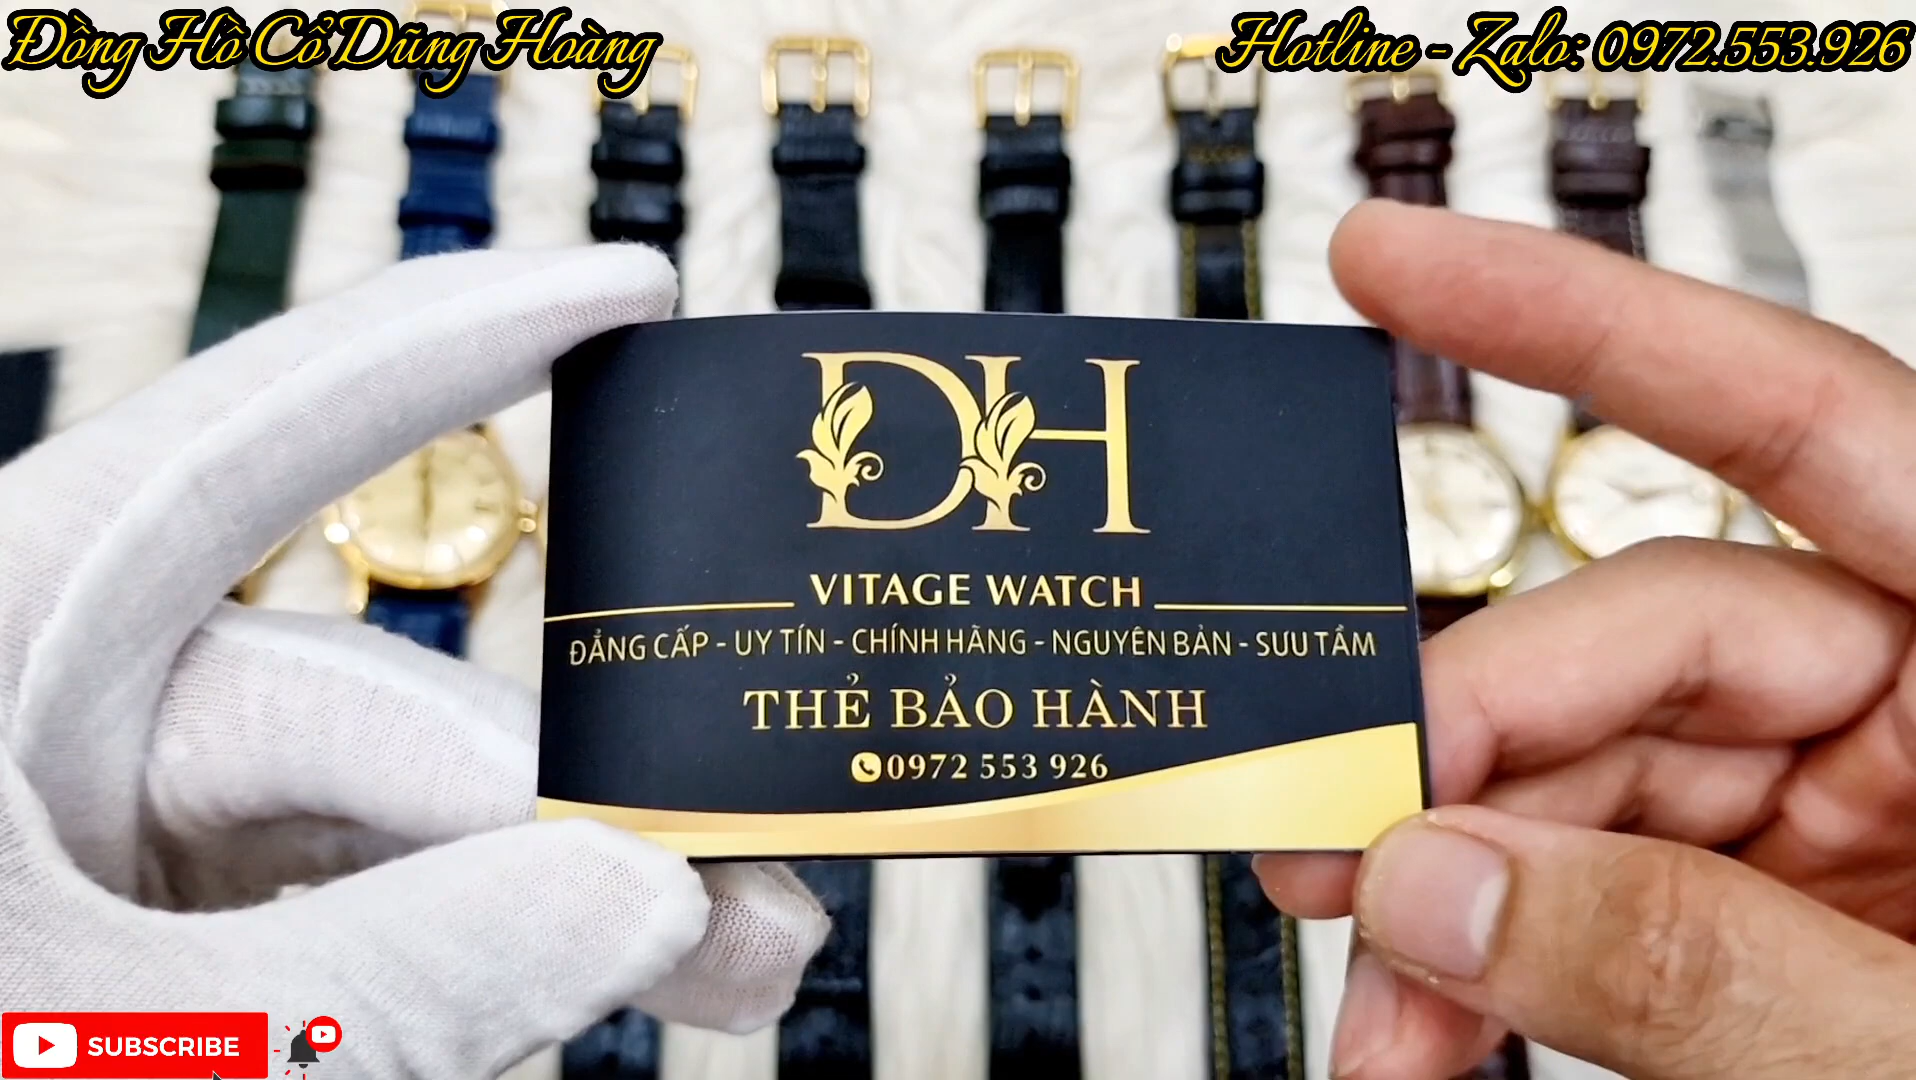 Đồng Hồ Cổ Dũng Hoàng
Hotline - Zalo: 0972.553.926
DH
VITAGE WATCH
ĐẲNG CẤP - UY TÍN - CHÍNH HÃNG - NGUYÊN BẢN - SƯU TẦM
THẺ BẢO HÀNH
0972 553 926
SUBSCRIBE